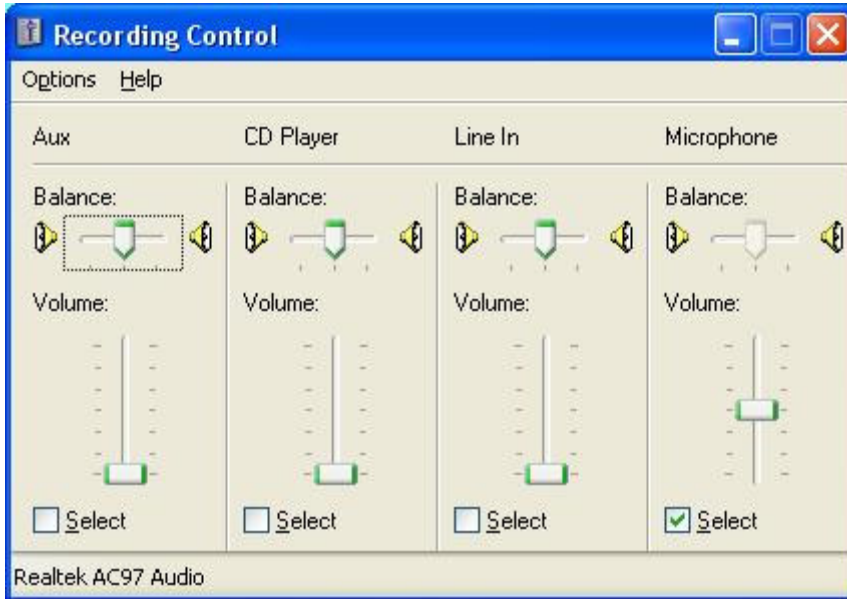 Recording Control
Options Help
Aux CD Player Line In Microphone
Balance: Balance: Balance: Balance:
Volume: Volume: Volume: Volume:
Select Select Select Select
Realtek AC97 Audio